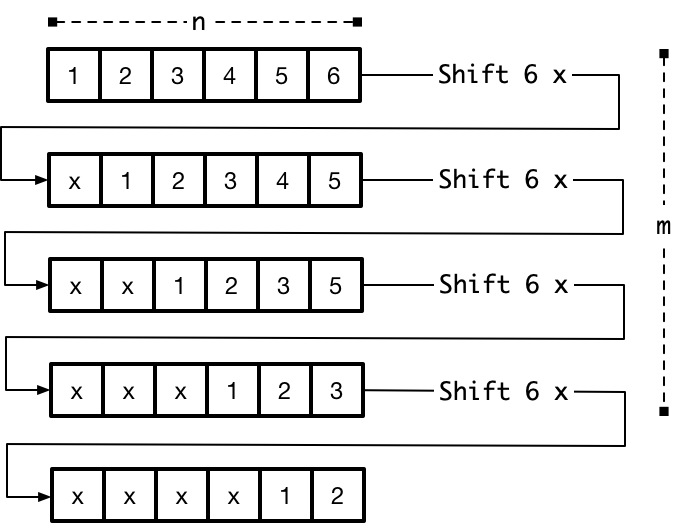 n
1 2 3 4 5 6 Shift 6 x
x 1 2 3 4 5 Shift 6 x
m
x x 1 2 3 5 Shift 6 x
x x x 1 2 3 Shift 6 x
x x x x 1 2